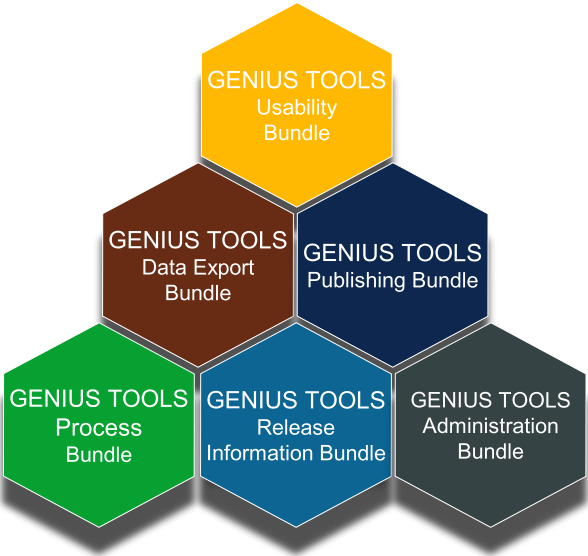 GENIUS TOOLS
Usability
Bundle
GENIUS TOOLS
Data Export
Bundle
GENIUS TOOLS
Publishing Bundle
GENIUS TOOLS
Process
Bundle
GENIUS TOOLS
Release
Information Bundle
GENIUS TOOLS
Administration
Bundle